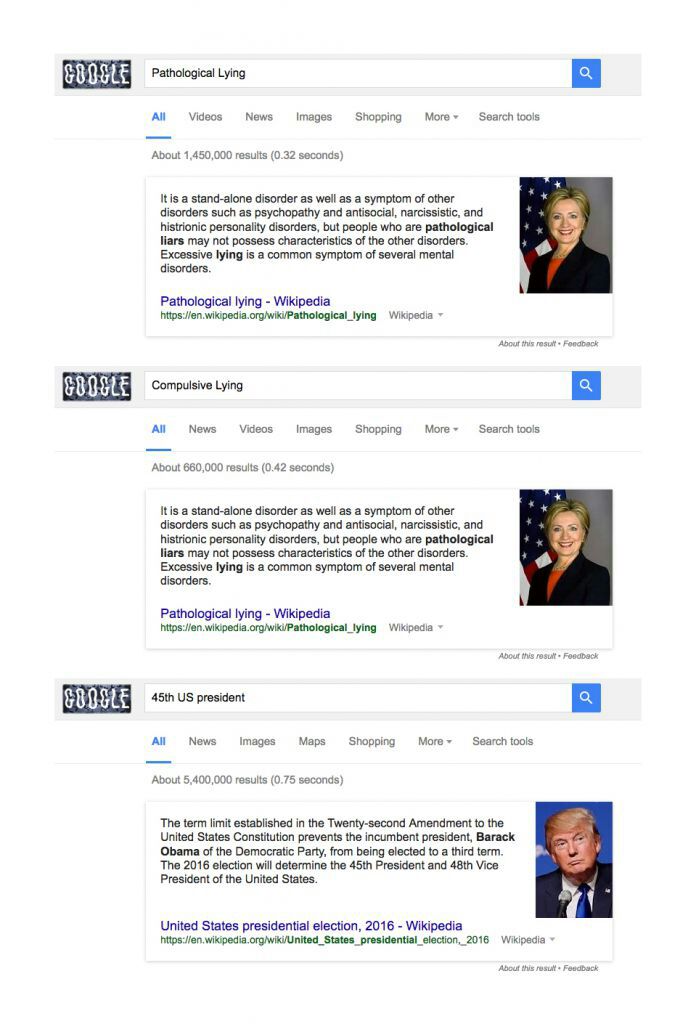 GOOGLE
Pathological Lying
All Videos News Images Shopping More Search tools
About 1,450,000 results (0.32 seconds)
It is a stand-alone disorder as well as a symptom of other
disorders such as psychopathy and antisocial, narcissistic, and
histrionic personality disorders, but people who are pathological
liars may not possess characteristics of the other disorders.
Excessive lying is a common symptom of several mental
disorders.
Pathological lying - Wikipedia
https://en.wikipedia.org/wiki/Pathological_lying Wikipedia
About this result • Feedback
GOOGLE
Compulsive Lying
All News Videos Images Shopping More Search tools
About 660,000 results (0.42 seconds)
It is a stand-alone disorder as well as a symptom of other
disorders such as psychopathy and antisocial, narcissistic, and
histrionic personality disorders, but people who are pathological
liars may not possess characteristics of the other disorders.
Excessive lying is a common symptom of several mental
disorders.
Pathological lying - Wikipedia
https://en.wikipedia.org/wiki/Pathological_lying Wikipedia
About this result • Feedback
GOOGLE
45th US president
All News Images Maps Shopping More Search tools
About 5,400,000 results (0.75 seconds)
The term limit established in the Twenty-second Amendment to the
United States Constitution prevents the incumbent president, Barack
Obama of the Democratic Party, from being elected to a third term.
The 2016 election will determine the 45th President and 48th Vice
President of the United States.
United States presidential election, 2016 - Wikipedia
https://en.wikipedia.org/wiki/United_States_presidential_election,_2016 Wikipedia
About this result • Feedback